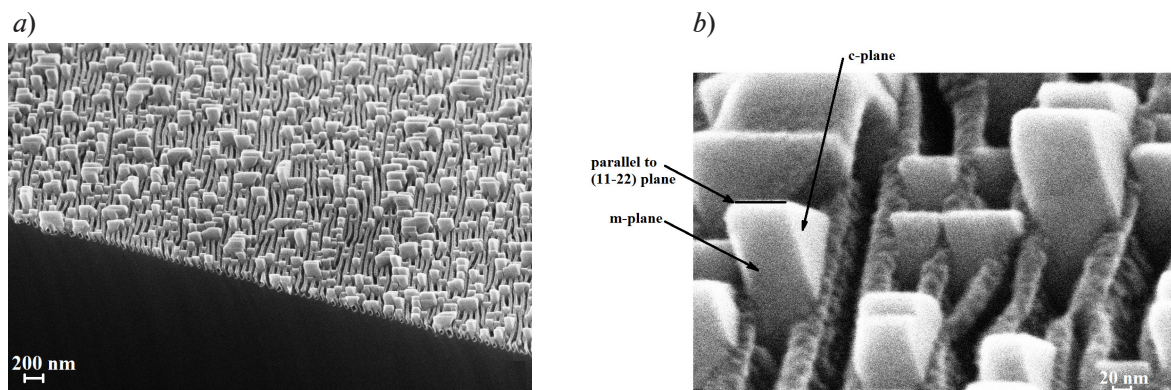 a)
b)
c-plane
parallel to
(11-22) plane
m-plane
200 nm
20 nm